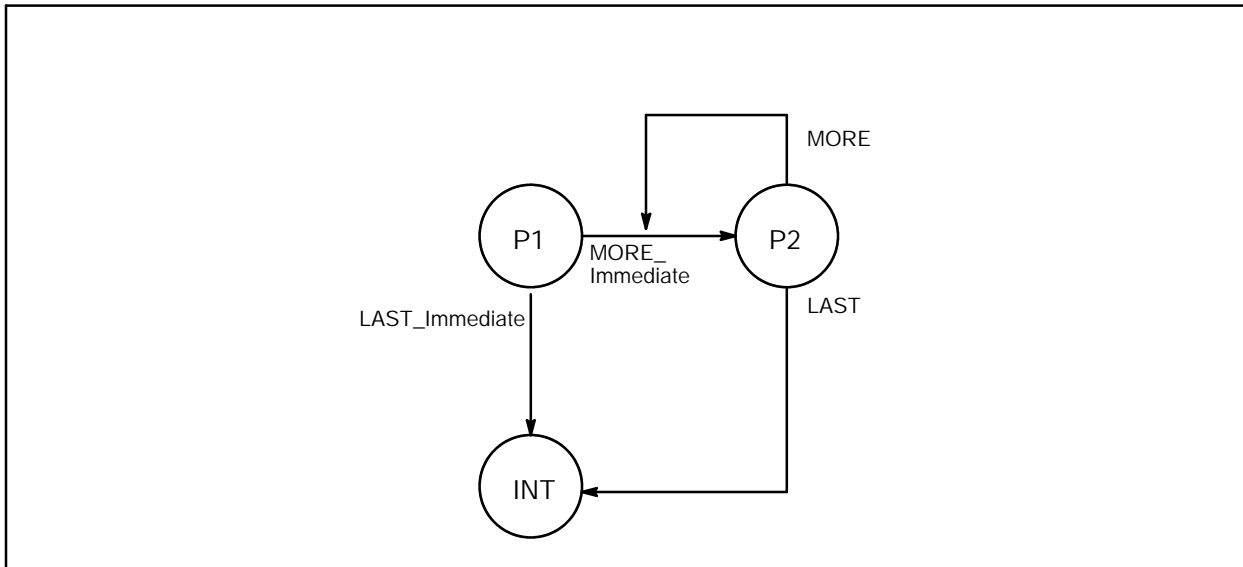 MORE
P1
P2
MORE_
Immediate
LAST
LAST_Immediate
INT